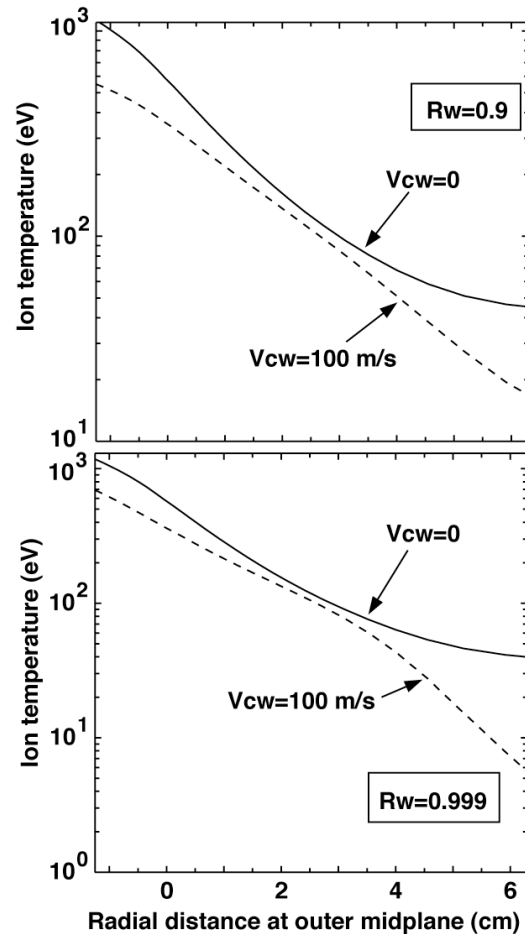 10³
Rw=0.9
Vcw=0
10²
Vcw=100 m/s
10¹
Ion temperature (eV)
10³
Vcw=0
10²
Vcw=100 m/s
10¹
Rw=0.999
10⁰
Ion temperature (eV)
0 2 4 6
Radial distance at outer midplane (cm)